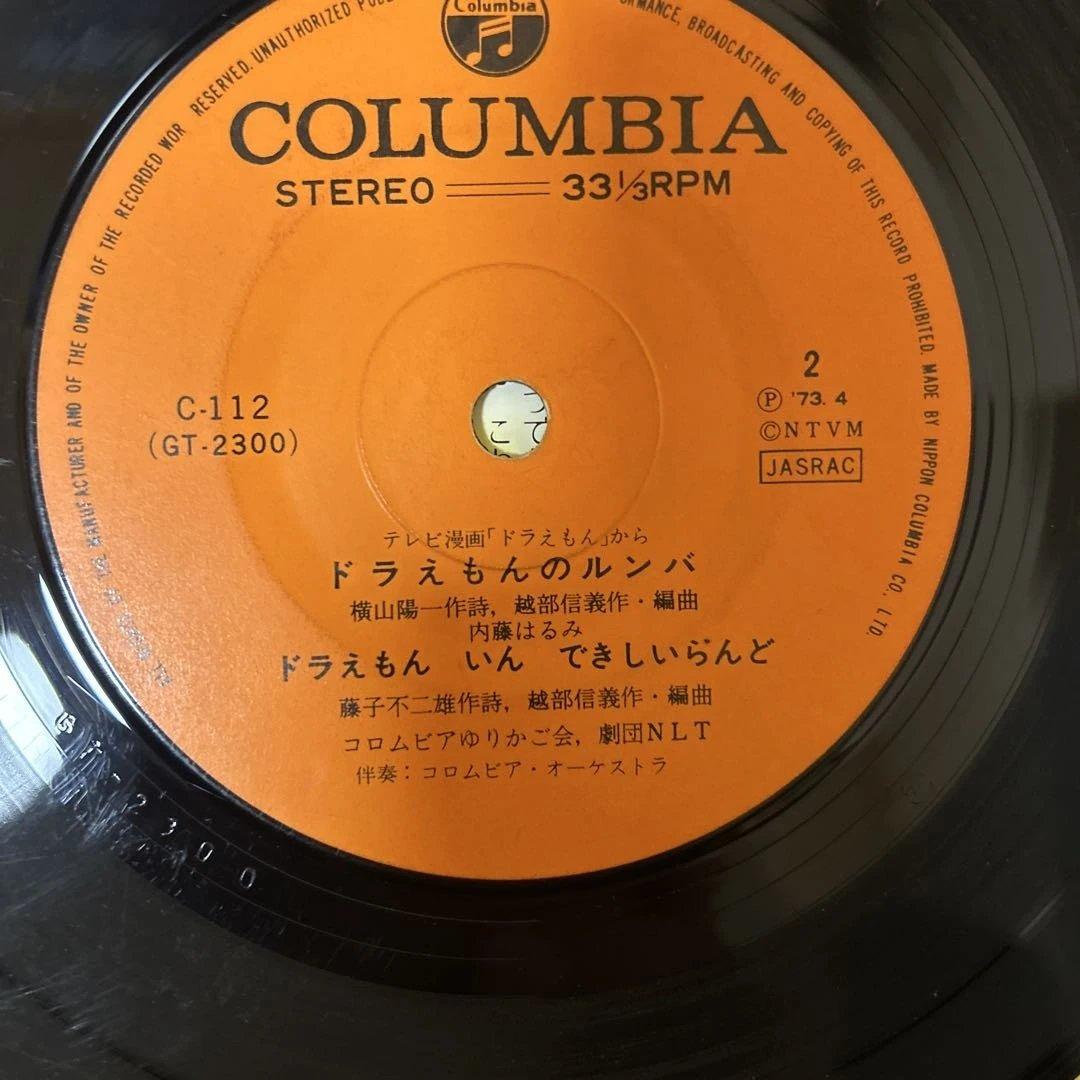 Columbia
RESERVED. UNAUTHORIZED
BROADCASTING AND COPYING OF THIS RECORD PROHIBITED. MADE BY NIPPON COLUMBIA CO., LTD.
THE MANUFACTURER AND OF THE OWNER OF THE RECORDED WOR
COLUMBIA
STEREO 33⅓RPM
2
C-112
(GT-2300)
Ⓟ '73. 4
ⒸNTVM
JASRAC
って
こ
テレビ漫画「ドラえもん」から
ドラえもんのルンバ
横山陽一作詩, 越部信義作・編曲
内藤はるみ
ドラえもん いん できしいらんど
藤子不二雄作詩, 越部信義作・編曲
コロムビアゆりかご会, 劇団NLT
伴奏: コロムビア・オーケストラ
2300